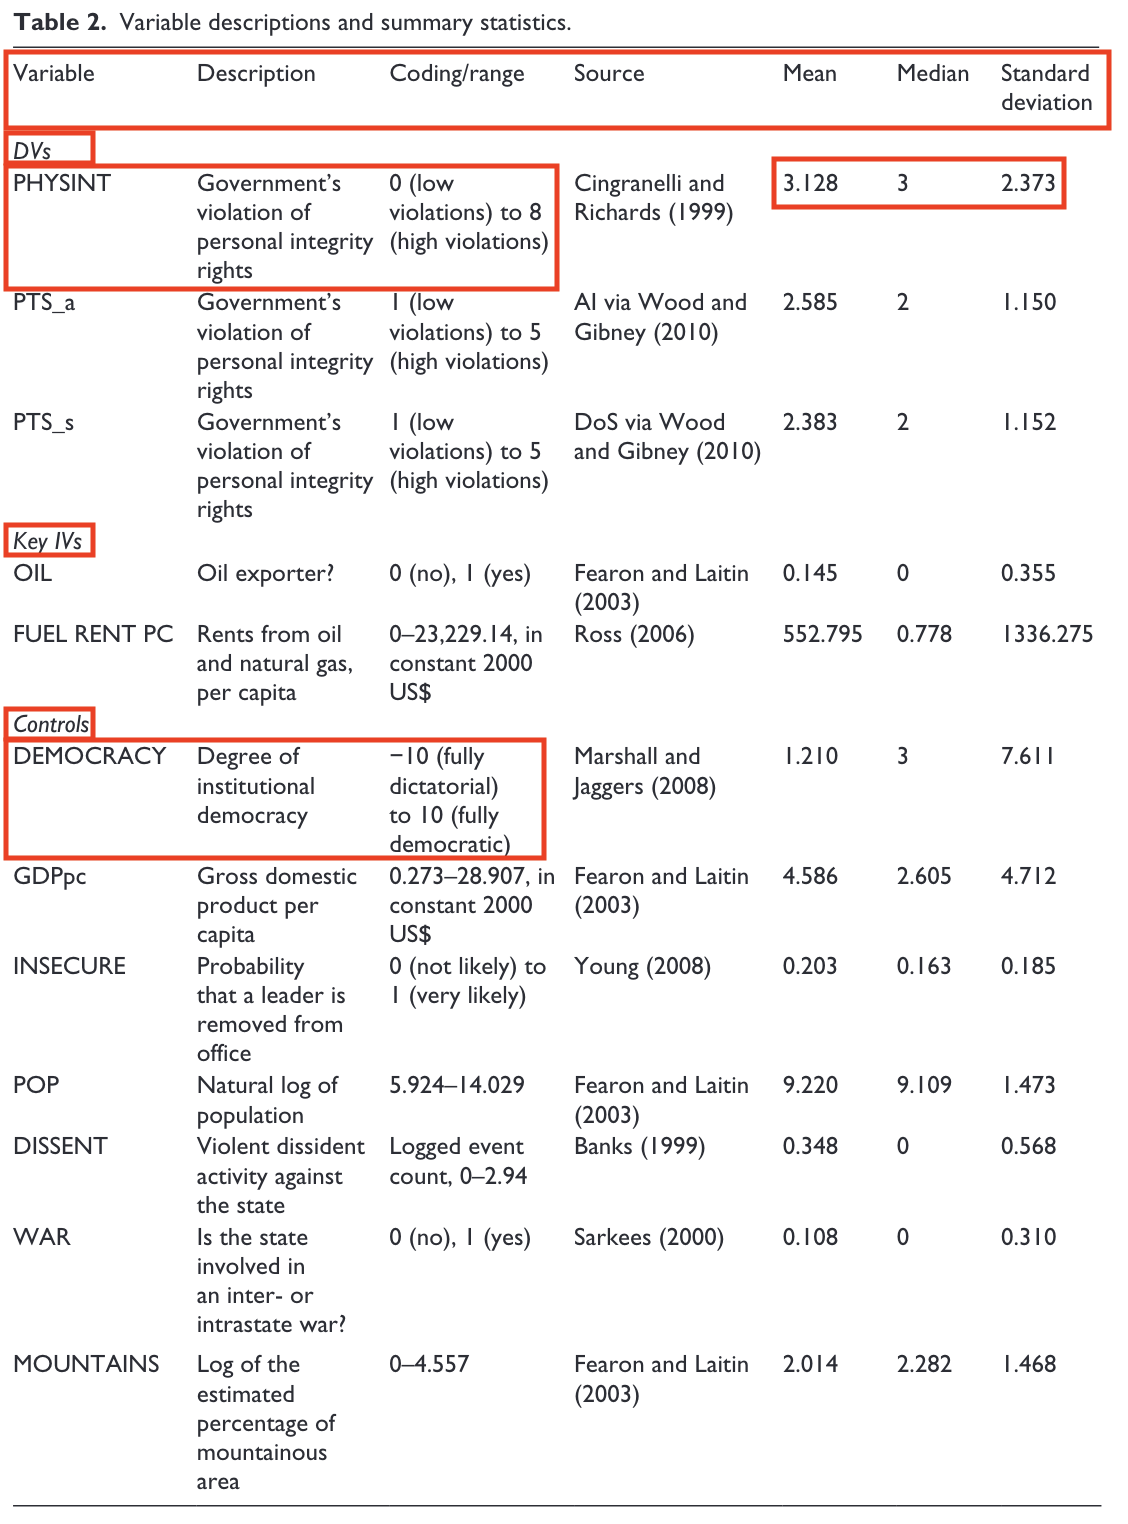 Table 2. Variable descriptions and summary statistics.
Variable Description Coding/range Source Mean Median Standard
deviation
DVs
PHYSINT Government's 0 (low Cingranelli and 3.128 3 2.373
violation of violations) to 8 Richards (1999)
personal integrity (high violations)
rights
PTS_a Government's 1 (low AI via Wood and 2.585 2 1.150
violation of violations) to 5 Gibney (2010)
personal integrity (high violations)
rights
PTS_s Government's 1 (low DoS via Wood 2.383 2 1.152
violation of violations) to 5 and Gibney (2010)
personal integrity (high violations)
rights
Key IVs
OIL Oil exporter? 0 (no), 1 (yes) Fearon and Laitin 0.145 0 0.355
(2003)
FUEL RENT PC Rents from oil 0–23,229.14, in Ross (2006) 552.795 0.778 1336.275
and natural gas, constant 2000
per capita US$
Controls
DEMOCRACY Degree of −10 (fully Marshall and 1.210 3 7.611
institutional dictatorial) Jaggers (2008)
democracy to 10 (fully
democratic)
GDPpc Gross domestic 0.273–28.907, in Fearon and Laitin 4.586 2.605 4.712
product per constant 2000 (2003)
capita US$
INSECURE Probability 0 (not likely) to Young (2008) 0.203 0.163 0.185
that a leader is 1 (very likely)
removed from
office
POP Natural log of 5.924–14.029 Fearon and Laitin 9.220 9.109 1.473
population (2003)
DISSENT Violent dissident Logged event Banks (1999) 0.348 0 0.568
activity against count, 0–2.94
the state
WAR Is the state 0 (no), 1 (yes) Sarkees (2000) 0.108 0 0.310
involved in
an inter- or
intrastate war?
MOUNTAINS Log of the 0–4.557 Fearon and Laitin 2.014 2.282 1.468
estimated (2003)
percentage of
mountainous
area